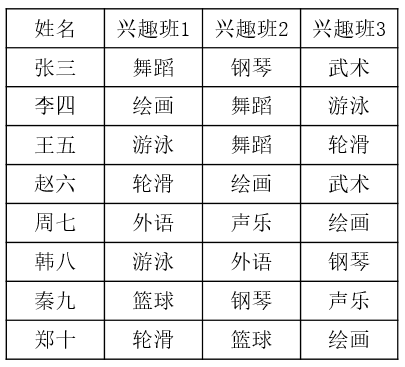 姓名 兴趣班1 兴趣班2 兴趣班3
张三 舞蹈 钢琴 武术
李四 绘画 舞蹈 游泳
王五 游泳 舞蹈 轮滑
赵六 轮滑 绘画 武术
周七 外语 声乐 绘画
韩八 游泳 外语 钢琴
秦九 篮球 钢琴 声乐
郑十 轮滑 篮球 绘画